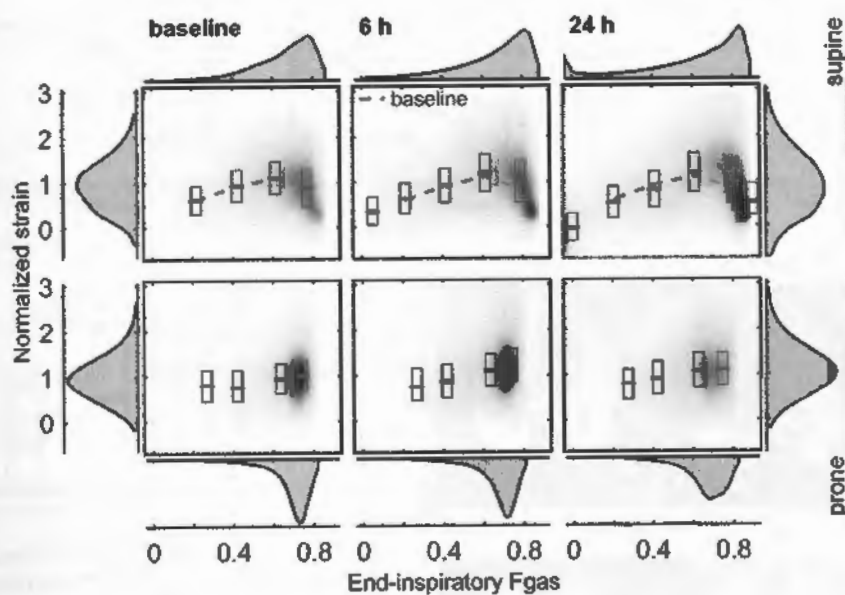 baseline
6 h
24 h
supine
3
2
1
0
baseline
Normalized strain
3
2
1
0
prone
0
0.4
0.8
0
0.4
0.8
0
0.4
0.8
End-inspiratory Fgas